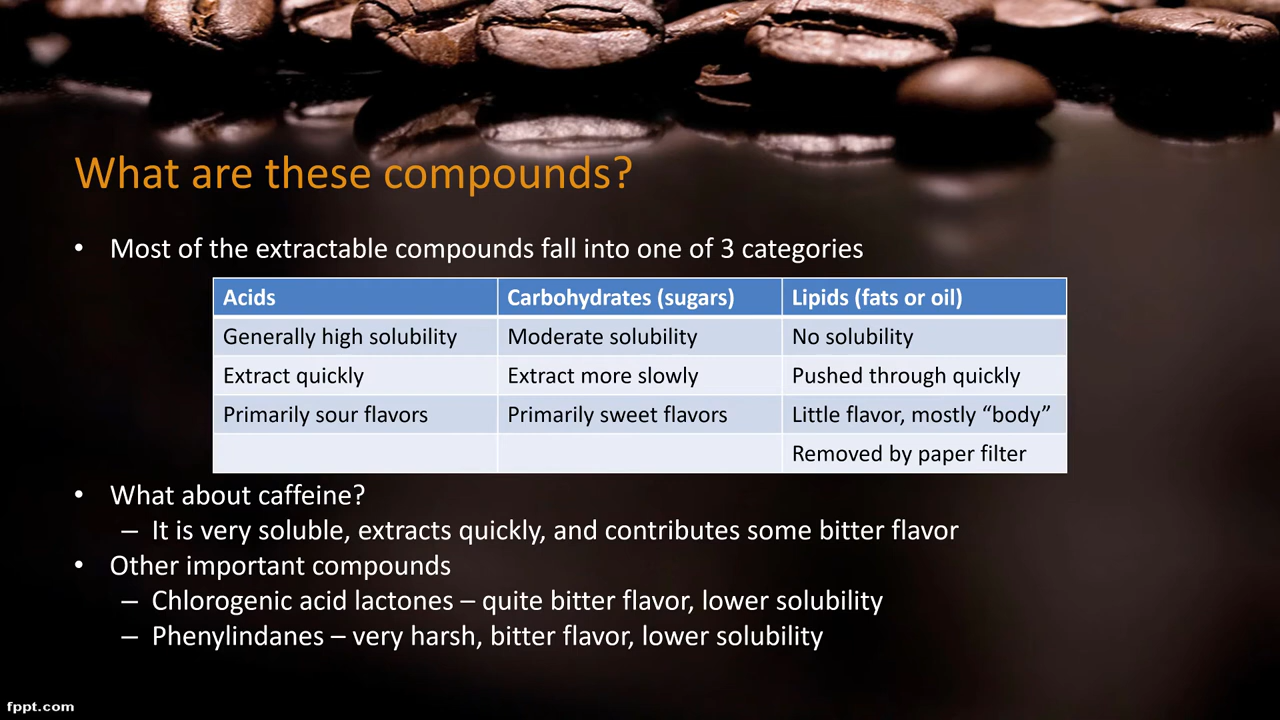 What are these compounds?
• Most of the extractable compounds fall into one of 3 categories
Acids Carbohydrates (sugars) Lipids (fats or oil)
Generally high solubility Moderate solubility No solubility
Extract quickly Extract more slowly Pushed through quickly
Primarily sour flavors Primarily sweet flavors Little flavor, mostly “body”
Removed by paper filter
• What about caffeine?
– It is very soluble, extracts quickly, and contributes some bitter flavor
• Other important compounds
– Chlorogenic acid lactones – quite bitter flavor, lower solubility
– Phenylindanes – very harsh, bitter flavor, lower solubility
fppt.com